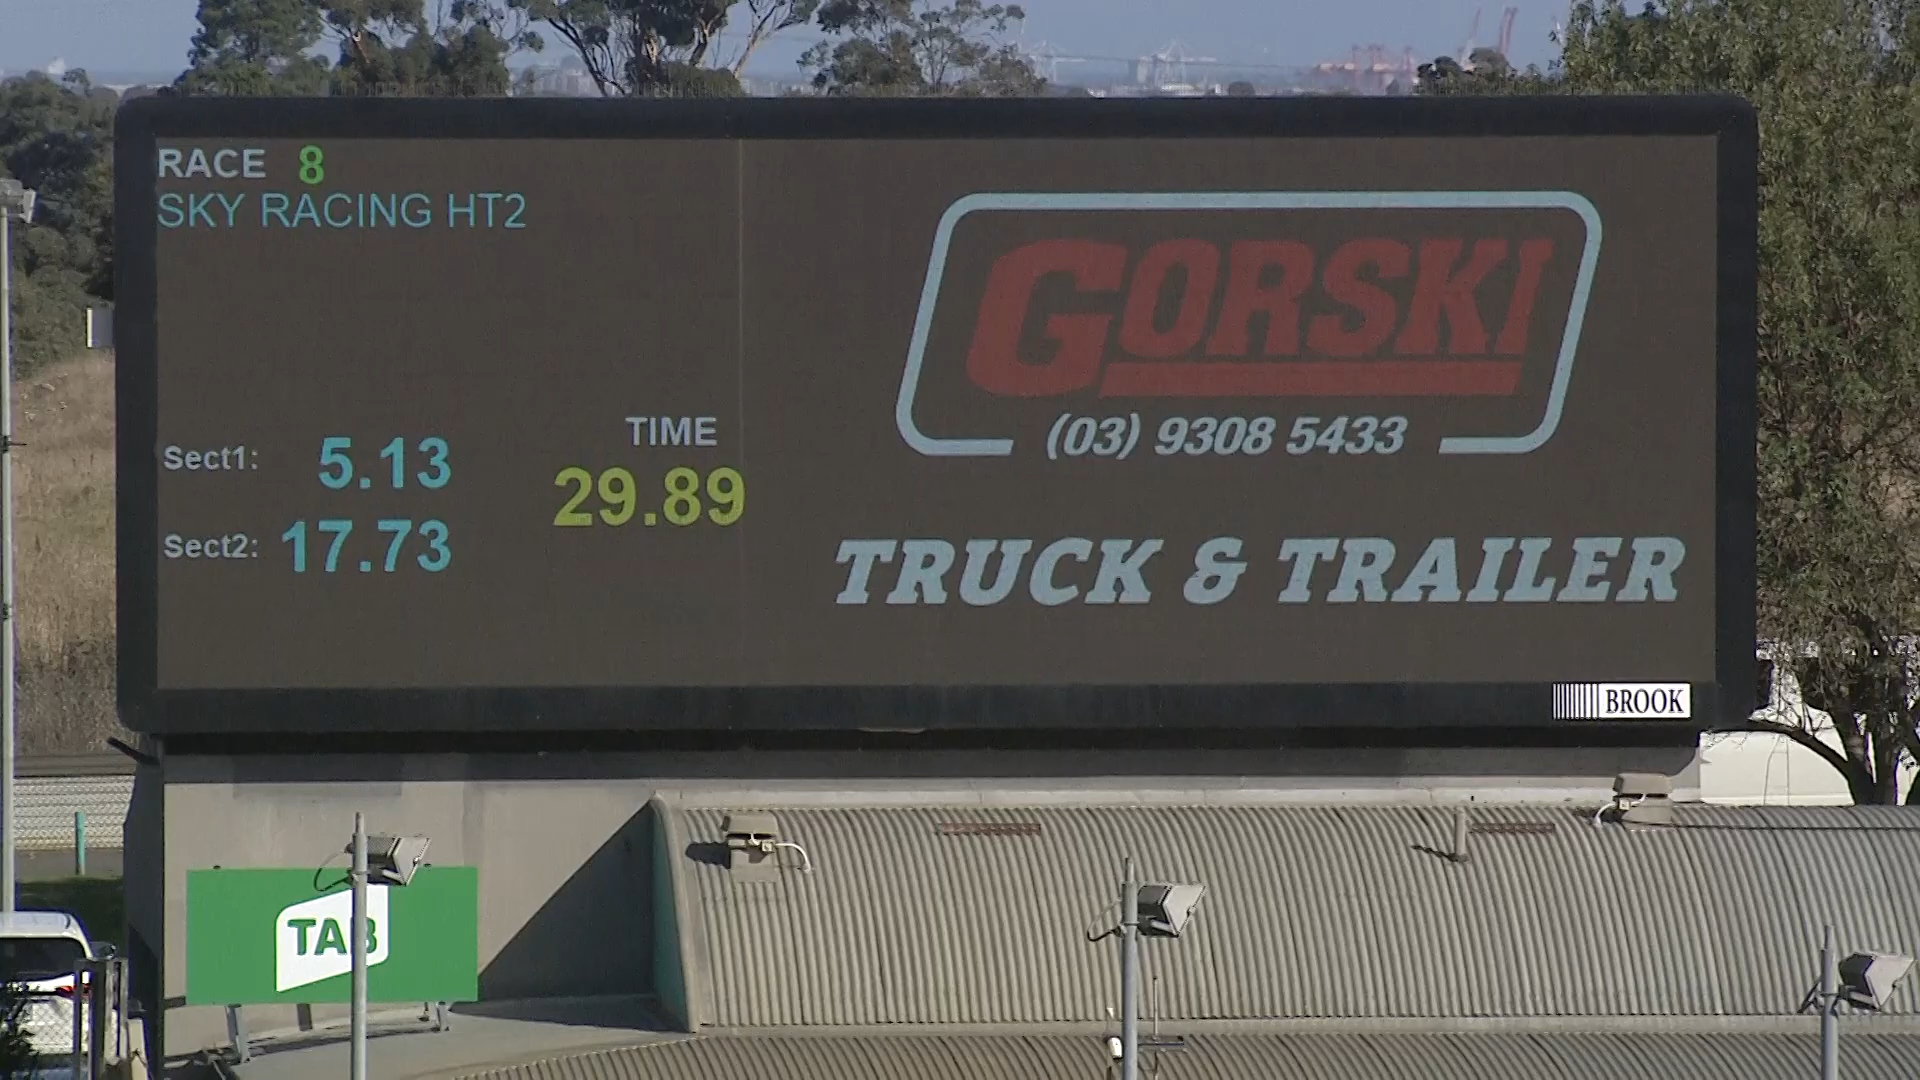 RACE 8
SKY RACING HT2
Sect1: 5.13
Sect2: 17.73
TIME
29.89
GORSKI
(03) 9308 5433
TRUCK & TRAILER
BROOK
TAB